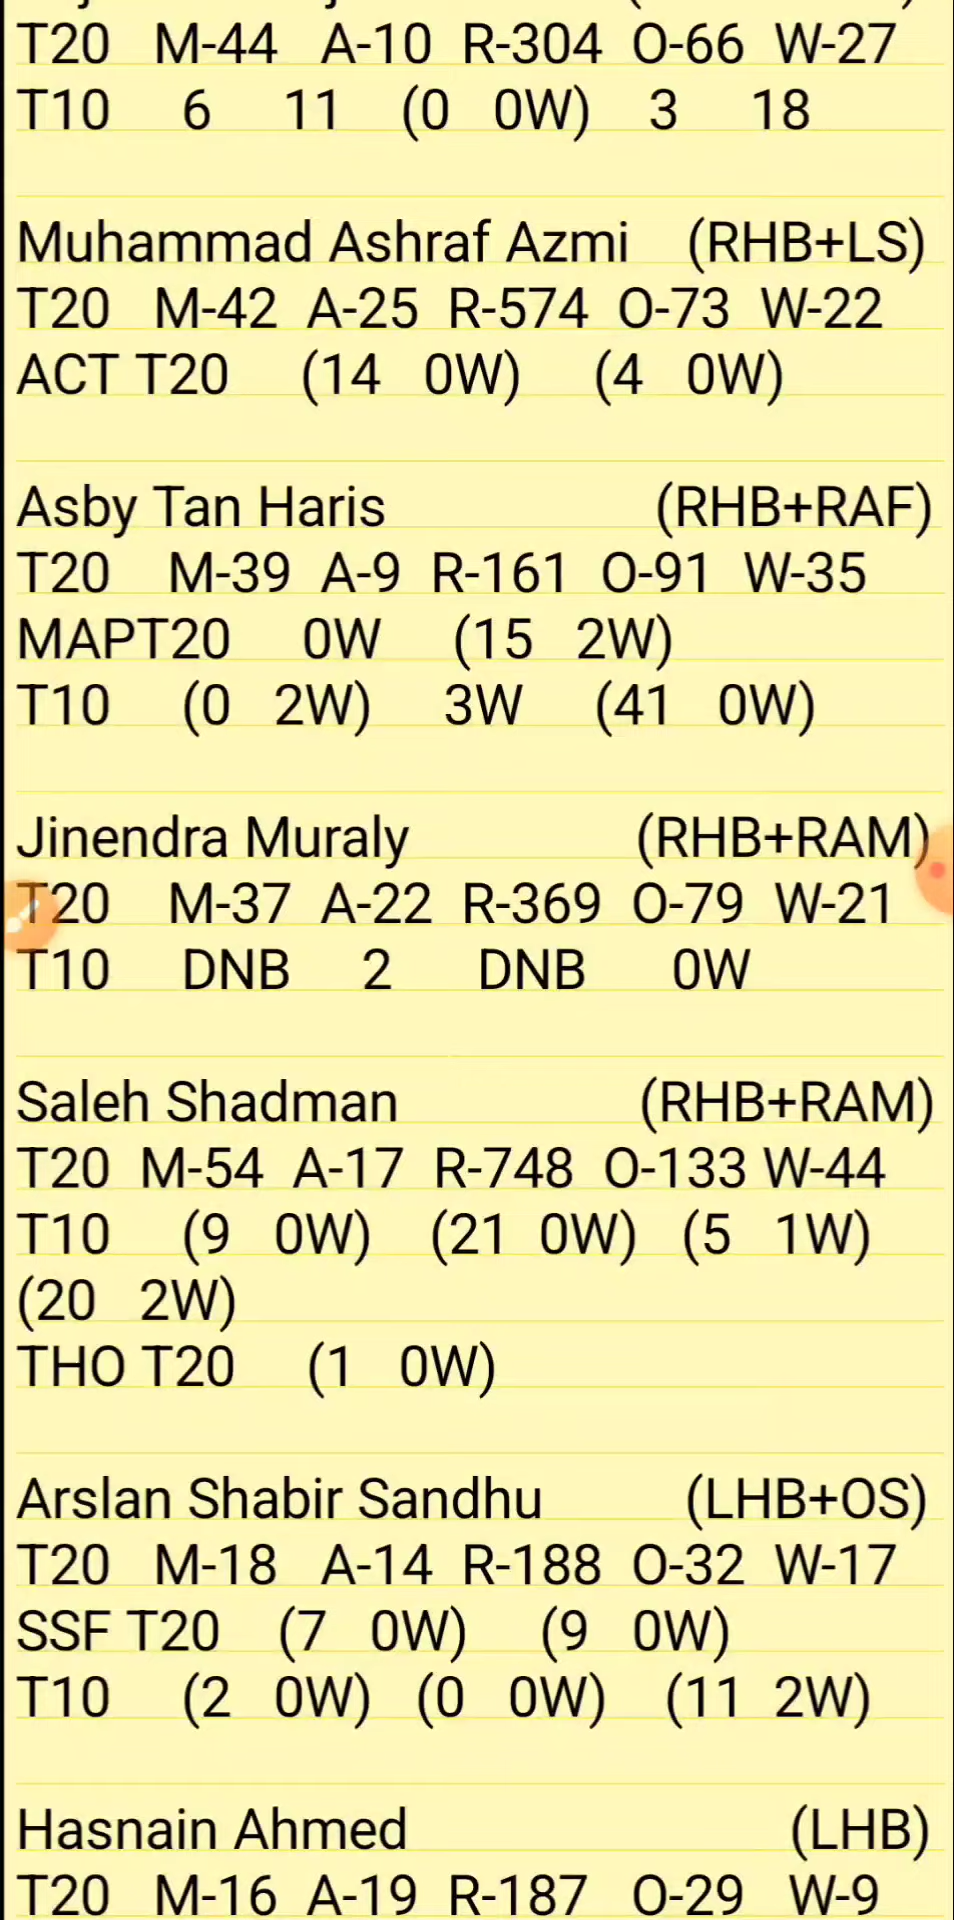 T20 M-44 A-10 R-304 O-66 W-27
T10 6 11 (0 0W) 3 18
Muhammad Ashraf Azmi (RHB+LS)
T20 M-42 A-25 R-574 O-73 W-22
ACT T20 (14 0W) (4 0W)
Asby Tan Haris (RHB+RAF)
T20 M-39 A-9 R-161 O-91 W-35
MAPT20 0W (15 2W)
T10 (0 2W) 3W (41 0W)
Jinendra Muraly (RHB+RAM)
T20 M-37 A-22 R-369 O-79 W-21
T10 DNB 2 DNB 0W
Saleh Shadman (RHB+RAM)
T20 M-54 A-17 R-748 O-133 W-44
T10 (9 0W) (21 0W) (5 1W)
(20 2W)
THO T20 (1 0W)
Arslan Shabir Sandhu (LHB+OS)
T20 M-18 A-14 R-188 O-32 W-17
SSF T20 (7 0W) (9 0W)
T10 (2 0W) (0 0W) (11 2W)
Hasnain Ahmed (LHB)
T20 M-16 A-19 R-187 O-29 W-9